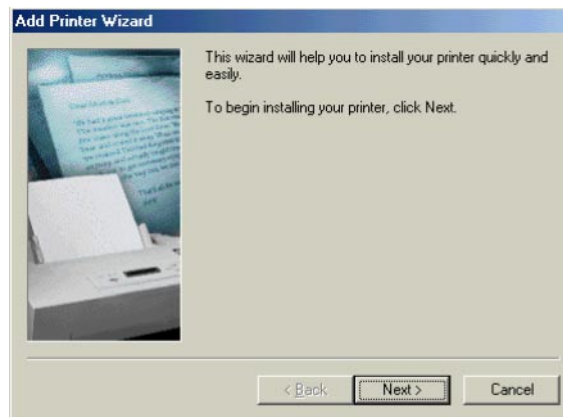 Add Printer Wizard
This wizard will help you to install your printer quickly and
easily.
To begin installing your printer, click Next.
< Back
Next >
Cancel